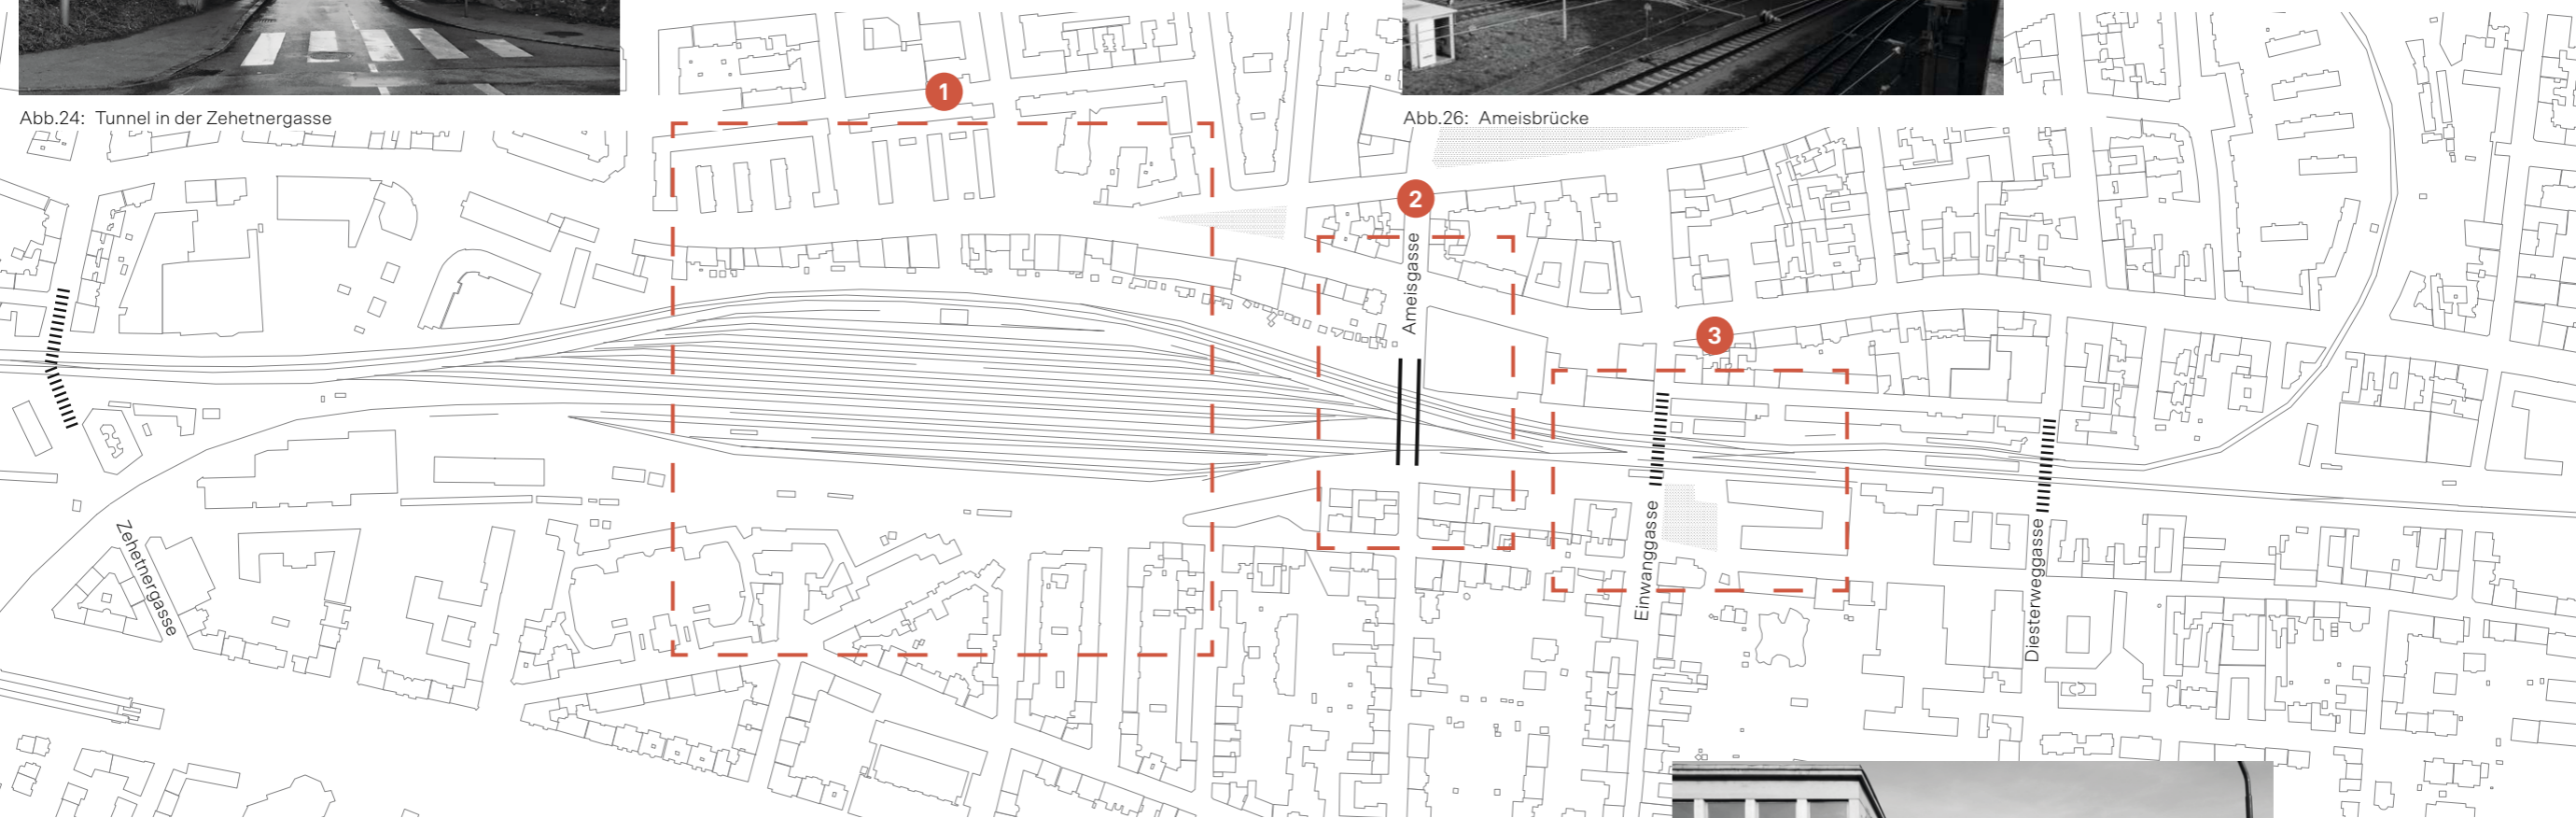 1
Abb.24: Tunnel in der Zehetnergasse
Abb.26: Ameisbrücke
2
Ameisgasse
3
Zehetnergasse
Einwanggasse
Diesterweggasse